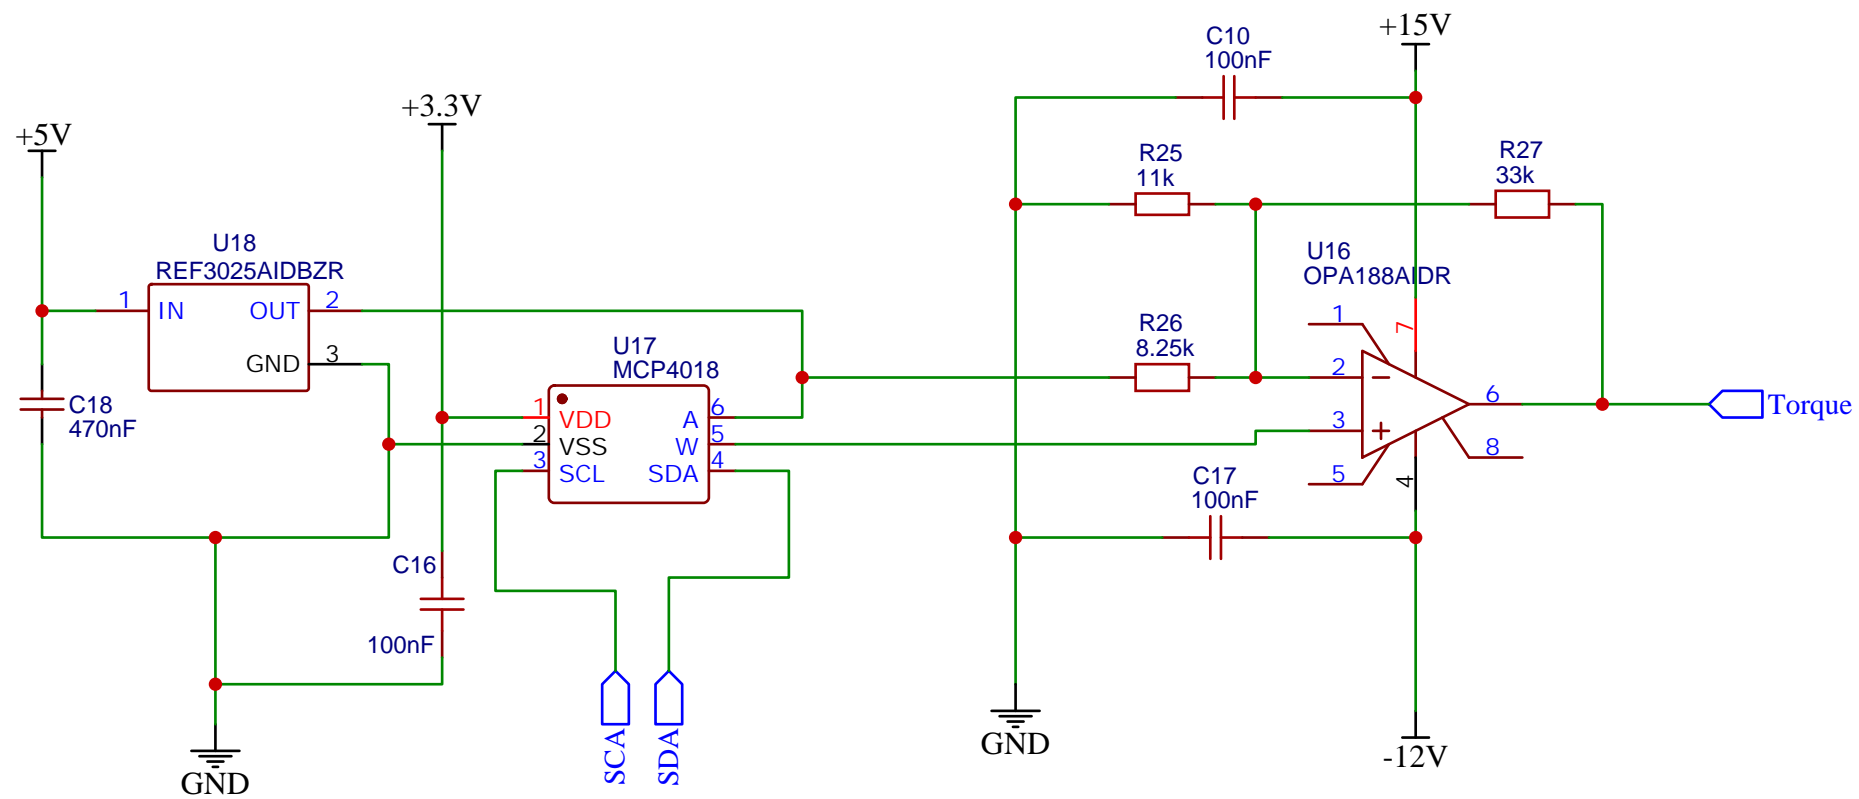 +15V
C10
100nF
+3.3V
+5V
R25
11k
R27
33k
U18
REF3025AIDBZR
1
IN
OUT
2
GND
3
C18
470nF
U16
OPA188AIDR
1
7
R26
8.25k
2
3
6
8
5
4
Torque
U17
MCP4018
1
VDD
A
6
2
VSS
W
5
3
SCL
SDA
4
C17
100nF
C16
100nF
SCA
SDA
GND
GND
-12V